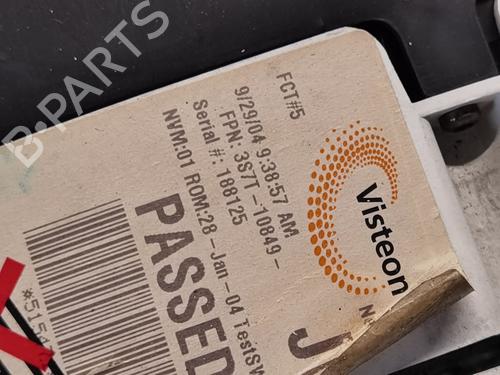 B-PARTS
FCT#5
9/29/04 9:38:57 AM
FPN: 3S7T -10849-
Serial #: 188125
NVM:01 ROM:28 -Jan -04 TestSW
PASSED
Visteon
J
*5154